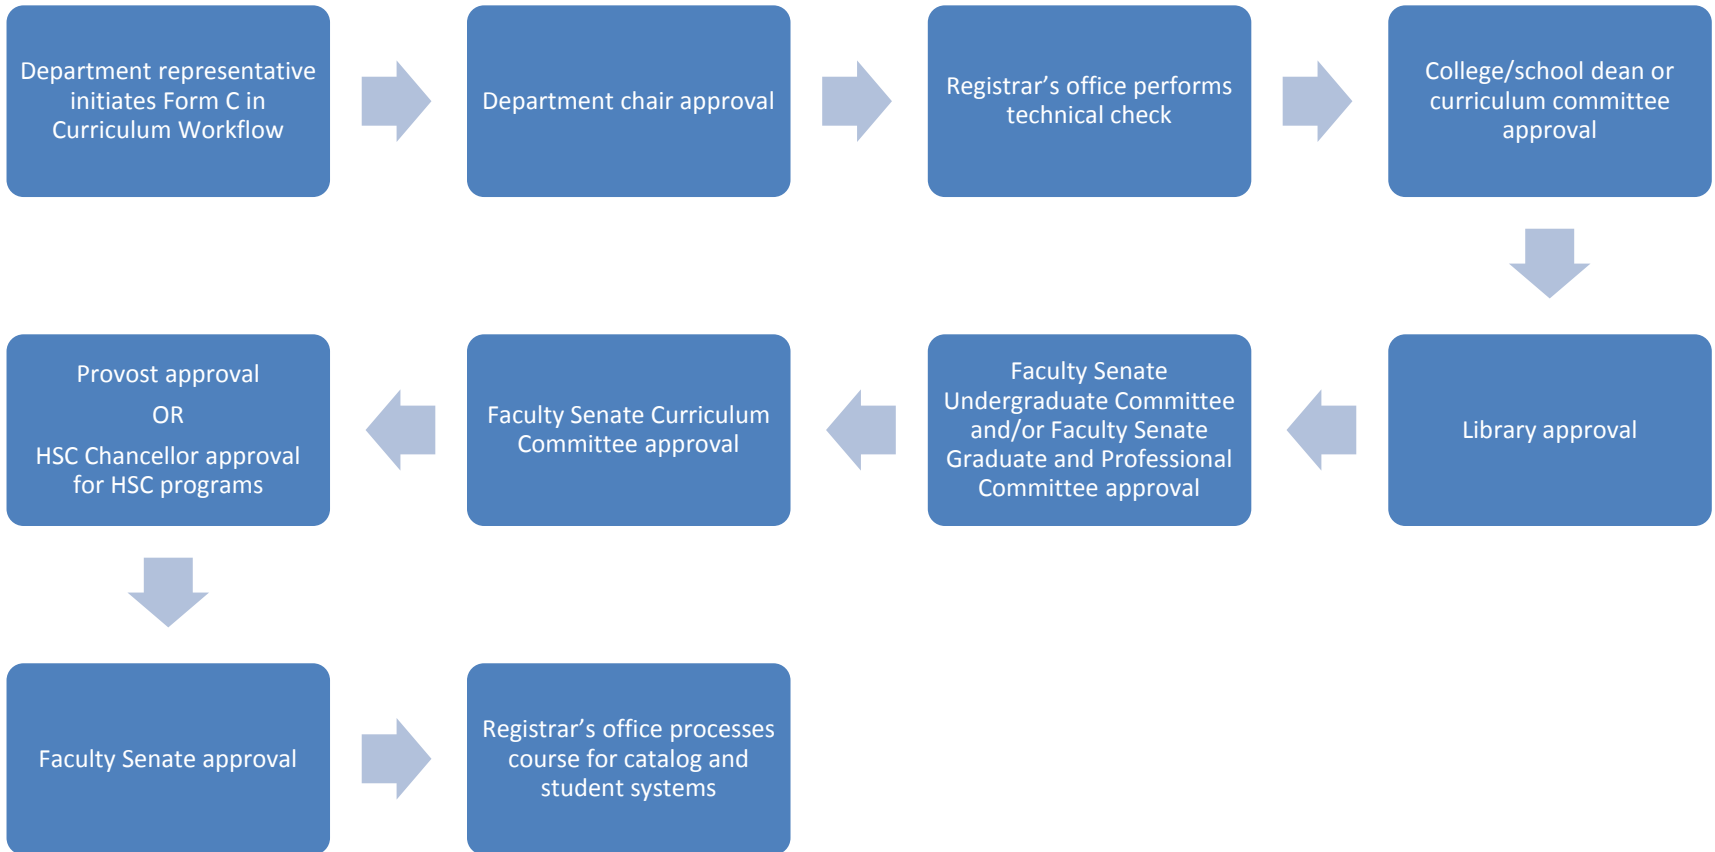 Department representative
initiates Form C in
Curriculum Workflow
Department chair approval
Registrar’s office performs
technical check
College/school dean or
curriculum committee
approval
Library approval
Faculty Senate
Undergraduate Committee
and/or Faculty Senate
Graduate and Professional
Committee approval
Faculty Senate Curriculum
Committee approval
Provost approval
OR
HSC Chancellor approval
for HSC programs
Faculty Senate approval
Registrar’s office processes
course for catalog and
student systems